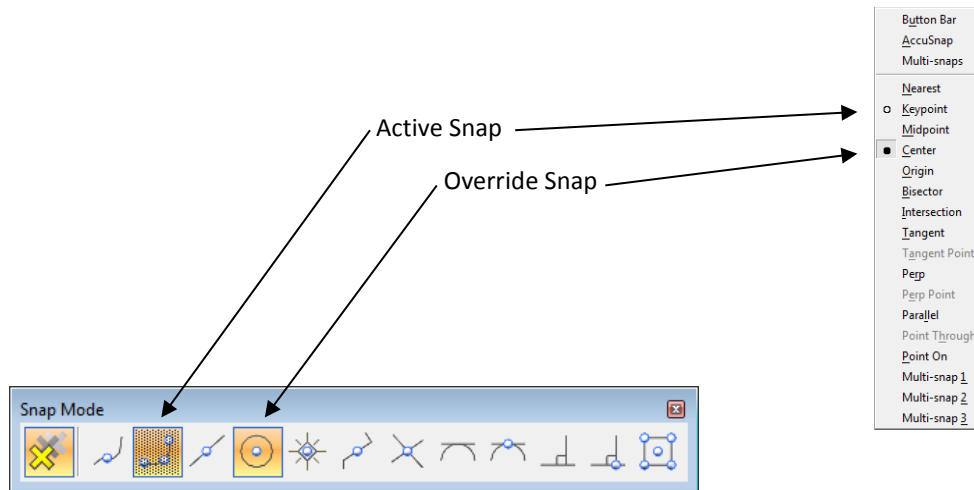 Button Bar
AccuSnap
Multi-snaps
Nearest
Keypoint
Midpoint
Center
Origin
Bisector
Intersection
Tangent
Tangent Point
Perp
Perp Point
Parallel
Point Through
Point On
Multi-snap 1
Multi-snap 2
Multi-snap 3
Active Snap
Override Snap
Snap Mode